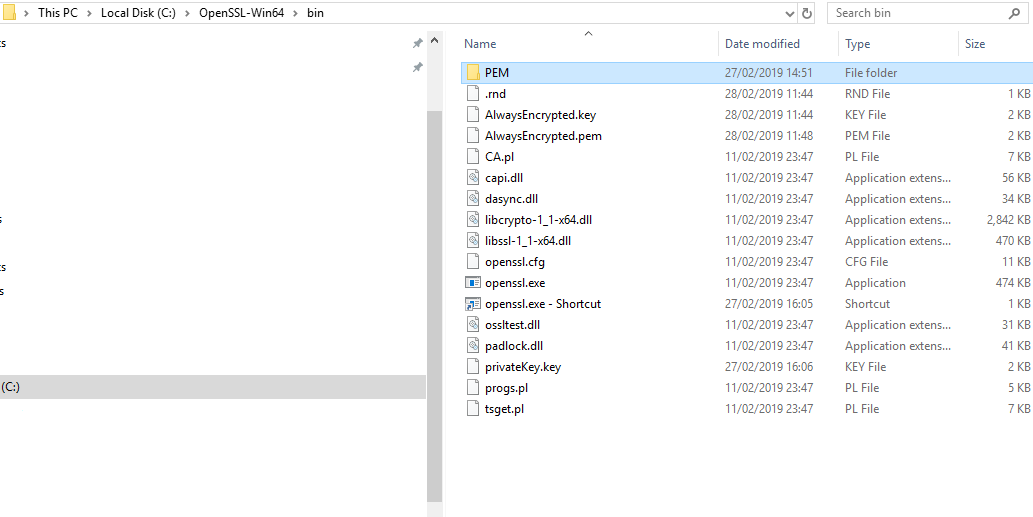 This PC > Local Disk (C:) > OpenSSL-Win64 > bin
Search bin
Name Date modified Type Size
PEM 27/02/2019 14:51 File folder
.rnd 28/02/2019 11:44 RND File 1 KB
AlwaysEncrypted.key 28/02/2019 11:44 KEY File 2 KB
AlwaysEncrypted.pem 28/02/2019 11:48 PEM File 2 KB
CA.pl 11/02/2019 23:47 PL File 7 KB
capi.dll 11/02/2019 23:47 Application extens... 56 KB
dasync.dll 11/02/2019 23:47 Application extens... 34 KB
libcrypto-1_1-x64.dll 11/02/2019 23:47 Application extens... 2,842 KB
libssl-1_1-x64.dll 11/02/2019 23:47 Application extens... 470 KB
openssl.cfg 11/02/2019 23:47 CFG File 11 KB
openssl.exe 11/02/2019 23:47 Application 474 KB
openssl.exe - Shortcut 27/02/2019 16:05 Shortcut 1 KB
ossltest.dll 11/02/2019 23:47 Application extens... 31 KB
padlock.dll 11/02/2019 23:47 Application extens... 41 KB
privateKey.key 27/02/2019 16:06 KEY File 2 KB
progs.pl 11/02/2019 23:47 PL File 5 KB
tsget.pl 11/02/2019 23:47 PL File 7 KB
(C:)